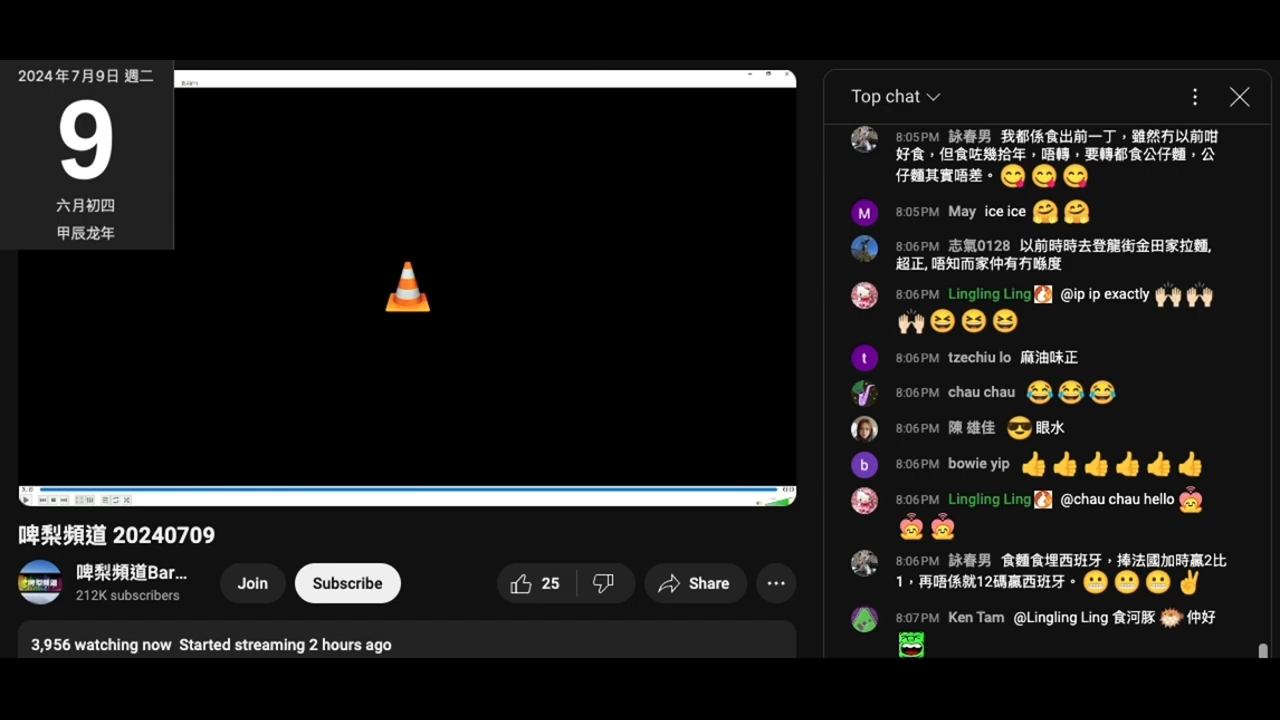 2024年7月9日 週二
9
六月初四
甲辰龙年
啤梨頻道 20240709
啤梨頻道Bar...
212K subscribers
Join
Subscribe
25
Share
3,956 watching now Started streaming 2 hours ago
Top chat
8:05PM 詠春男 我都係食出前一丁，雖然冇以前咁
好食，但食咗幾拾年，唔轉，要轉都食公仔麵，公
仔麵其實唔差。
8:05PM May ice ice
8:06PM 志氣0128 以前時時去登龍街金田家拉麵,
超正, 唔知而家仲有冇喺度
8:06PM Lingling Ling @ip ip exactly
8:06PM tzechiu lo 麻油味正
8:06PM chau chau
8:06PM 陳 雄佳 眼水
8:06PM bowie yip
8:06PM Lingling Ling @chau chau hello
8:06PM 詠春男 食麵食埋西班牙，捧法國加時贏2比
1，再唔係就12碼贏西班牙。
8:07PM Ken Tam @Lingling Ling 食河豚 仲好
M
t
b